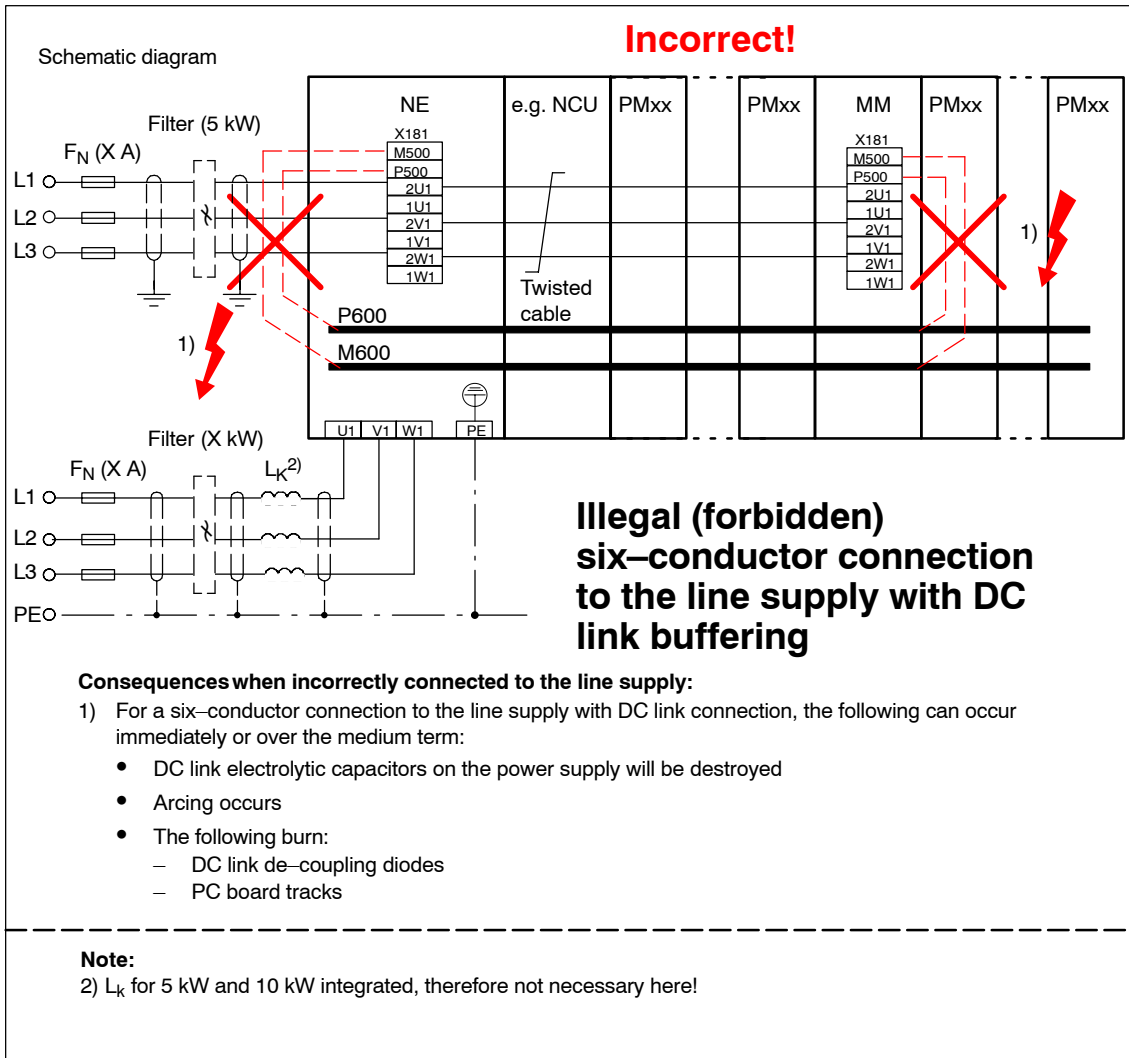 Incorrect!
Schematic diagram
NE
e.g. NCU
PMxx
PMxx
MM
PMxx
PMxx
Filter (5 kW)
FN (X A)
X181
M500
P500
2U1
1U1
2V1
1V1
2W1
1W1
X181
M500
P500
2U1
1U1
2V1
1V1
2W1
1W1
L1
L2
L3
1)
1)
Twisted
cable
P600
M600
U1 V1 W1 PE
Filter (X kW)
FN (X A)
LK2)
L1
L2
L3
PE
Illegal (forbidden)
six–conductor connection
to the line supply with DC
link buffering
Consequences when incorrectly connected to the line supply:
1) For a six–conductor connection to the line supply with DC link connection, the following can occur
immediately or over the medium term:
• DC link electrolytic capacitors on the power supply will be destroyed
• Arcing occurs
• The following burn:
– DC link de–coupling diodes
– PC board tracks
Note:
2) Lk for 5 kW and 10 kW integrated, therefore not necessary here!